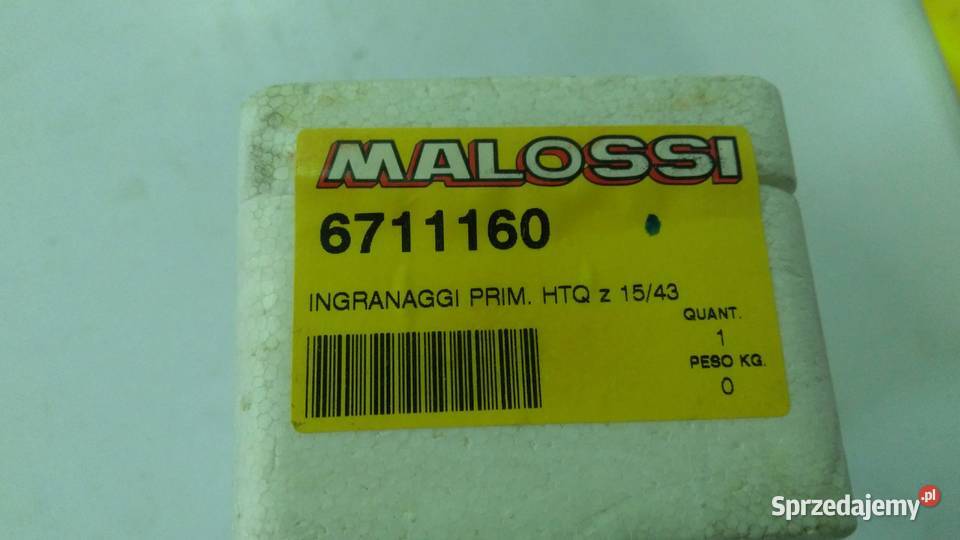 MALOSSI
6711160
INGRANAGGI PRIM. HTQ z 15/43
QUANT.
1
PESO KG.
0
Sprzedajemy.pl